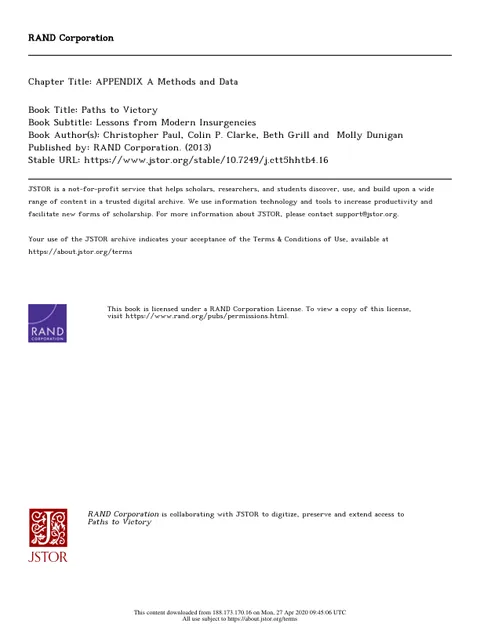 RAND Corporation
Chapter Title: APPENDIX A Methods and Data
Book Title: Paths to Victory
Book Subtitle: Lessons from Modern Insurgencies
Book Author(s): Christopher Paul, Colin P. Clarke, Beth Grill and Molly Dunigan
Published by: RAND Corporation. (2013)
Stable URL: https://www.jstor.org/stable/10.7249/j.ctt5hhtb4.16
JSTOR is a not-for-profit service that helps scholars, researchers, and students discover, use, and build upon a wide
range of content in a trusted digital archive. We use information technology and tools to increase productivity and
facilitate new forms of scholarship. For more information about JSTOR, please contact support@jstor.org.
Your use of the JSTOR archive indicates your acceptance of the Terms & Conditions of Use, available at
https://about.jstor.org/terms
This book is licensed under a RAND Corporation License. To view a copy of this license,
visit https://www.rand.org/pubs/permissions.html.
RAND
CORPORATION
RAND Corporation is collaborating with JSTOR to digitize, preserve and extend access to
Paths to Victory
JSTOR
This content downloaded from 188.173.170.16 on Mon, 27 Apr 2020 09:45:06 UTC
All use subject to https://about.jstor.org/terms